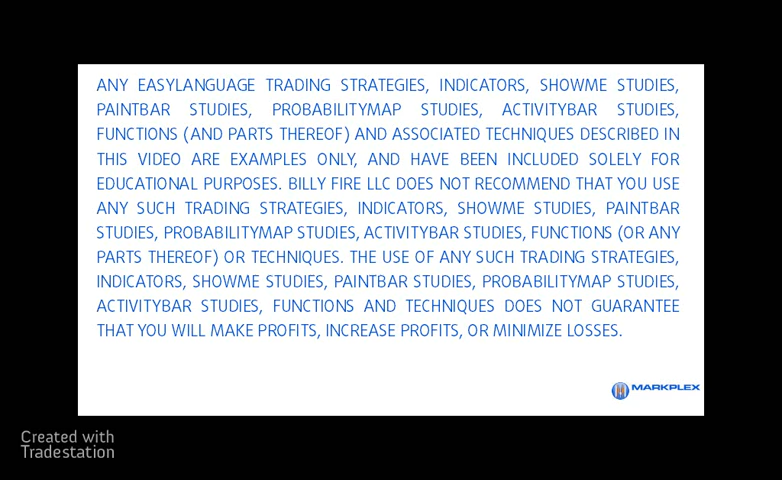 ANY EASYLANGUAGE TRADING STRATEGIES, INDICATORS, SHOWME STUDIES,
PAINTBAR STUDIES, PROBABILITYMAP STUDIES, ACTIVITYBAR STUDIES,
FUNCTIONS (AND PARTS THEREOF) AND ASSOCIATED TECHNIQUES DESCRIBED IN
THIS VIDEO ARE EXAMPLES ONLY, AND HAVE BEEN INCLUDED SOLELY FOR
EDUCATIONAL PURPOSES. BILLY FIRE LLC DOES NOT RECOMMEND THAT YOU USE
ANY SUCH TRADING STRATEGIES, INDICATORS, SHOWME STUDIES, PAINTBAR
STUDIES, PROBABILITYMAP STUDIES, ACTIVITYBAR STUDIES, FUNCTIONS (OR ANY
PARTS THEREOF) OR TECHNIQUES. THE USE OF ANY SUCH TRADING STRATEGIES,
INDICATORS, SHOWME STUDIES, PAINTBAR STUDIES, PROBABILITYMAP STUDIES,
ACTIVITYBAR STUDIES, FUNCTIONS AND TECHNIQUES DOES NOT GUARANTEE
THAT YOU WILL MAKE PROFITS, INCREASE PROFITS, OR MINIMIZE LOSSES.
MARKPLEX
Created with
Tradestation